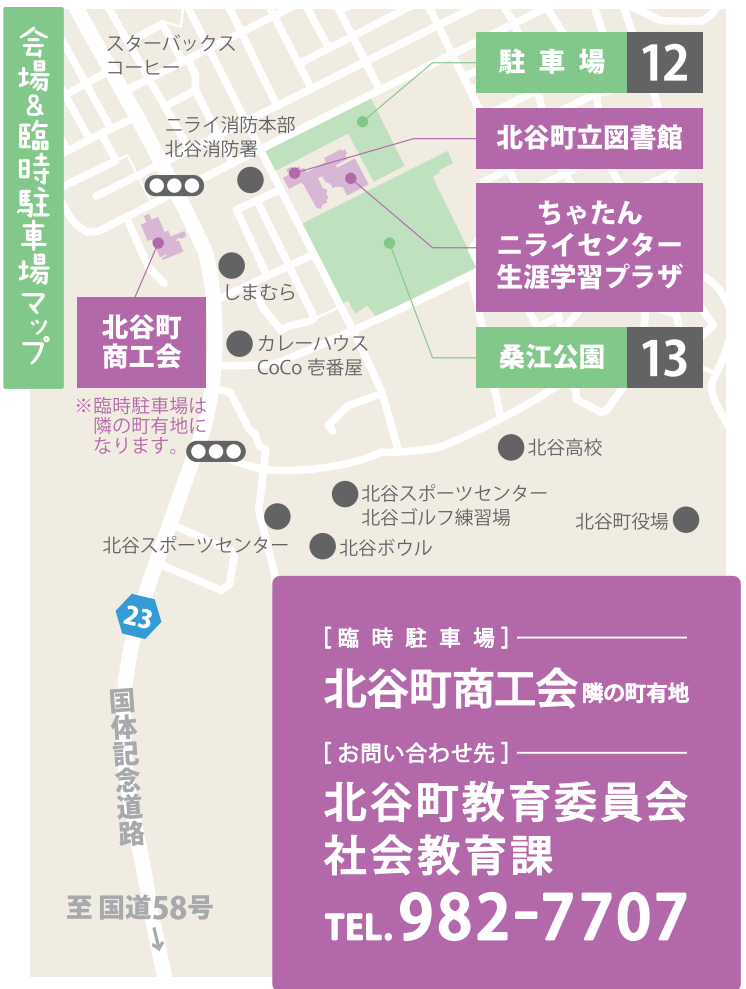 会場&臨時駐車場マップ
スターバックス
コーヒー
ニライ消防本部
北谷消防署
駐車場 12
北谷町立図書館
ちゃたん
ニライセンター
生涯学習プラザ
桑江公園 13
しまむら
北谷町
商工会
カレーハウス
CoCo 壱番屋
※臨時駐車場は
隣の町有地に
なります。
北谷高校
北谷スポーツセンター
北谷ゴルフ練習場
北谷町役場
北谷スポーツセンター
北谷ボウル
23
国体記念道路
至 国道58号
↓
[臨時駐車場]
北谷町商工会 隣の町有地
[お問い合わせ先]
北谷町教育委員会
社会教育課
TEL. 982-7707